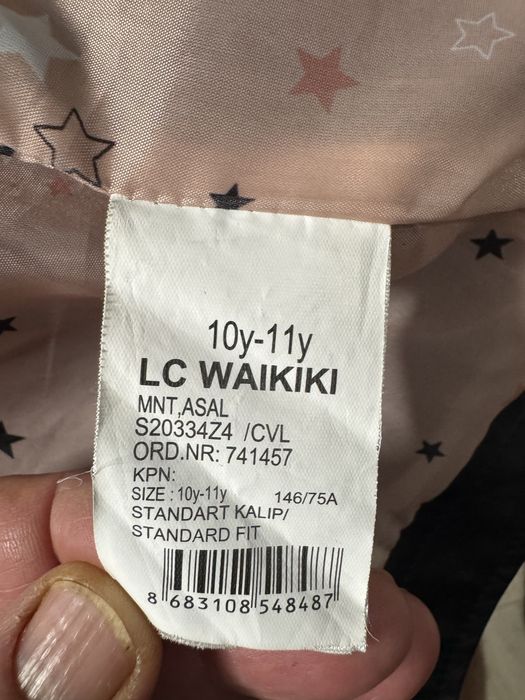 10y-11y
LC WAIKIKI
MNT,ASAL
S20334Z4 /CVL
ORD.NR: 741457
KPN:
SIZE : 10y-11y 146/75A
STANDART KALIP/
STANDARD FIT
8 683108 548487